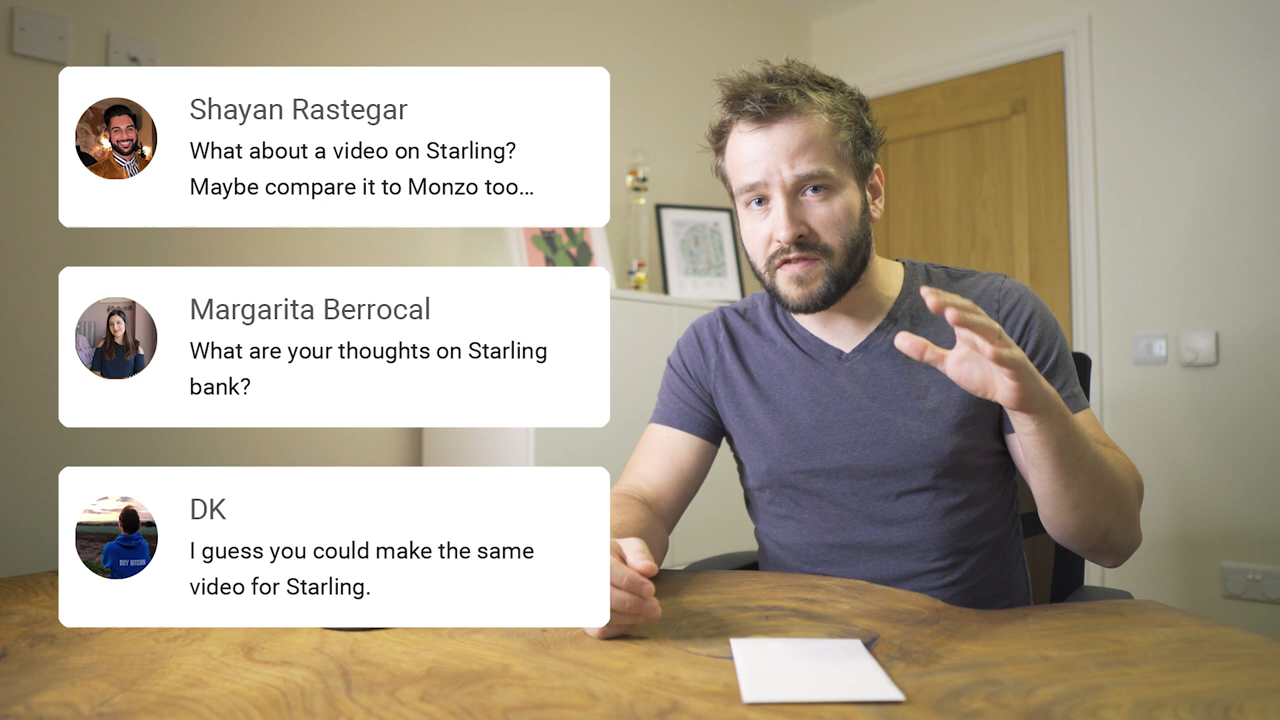 Shayan Rastegar
What about a video on Starling?
Maybe compare it to Monzo too...
Margarita Berrocal
What are your thoughts on Starling
bank?
DK
I guess you could make the same
video for Starling.